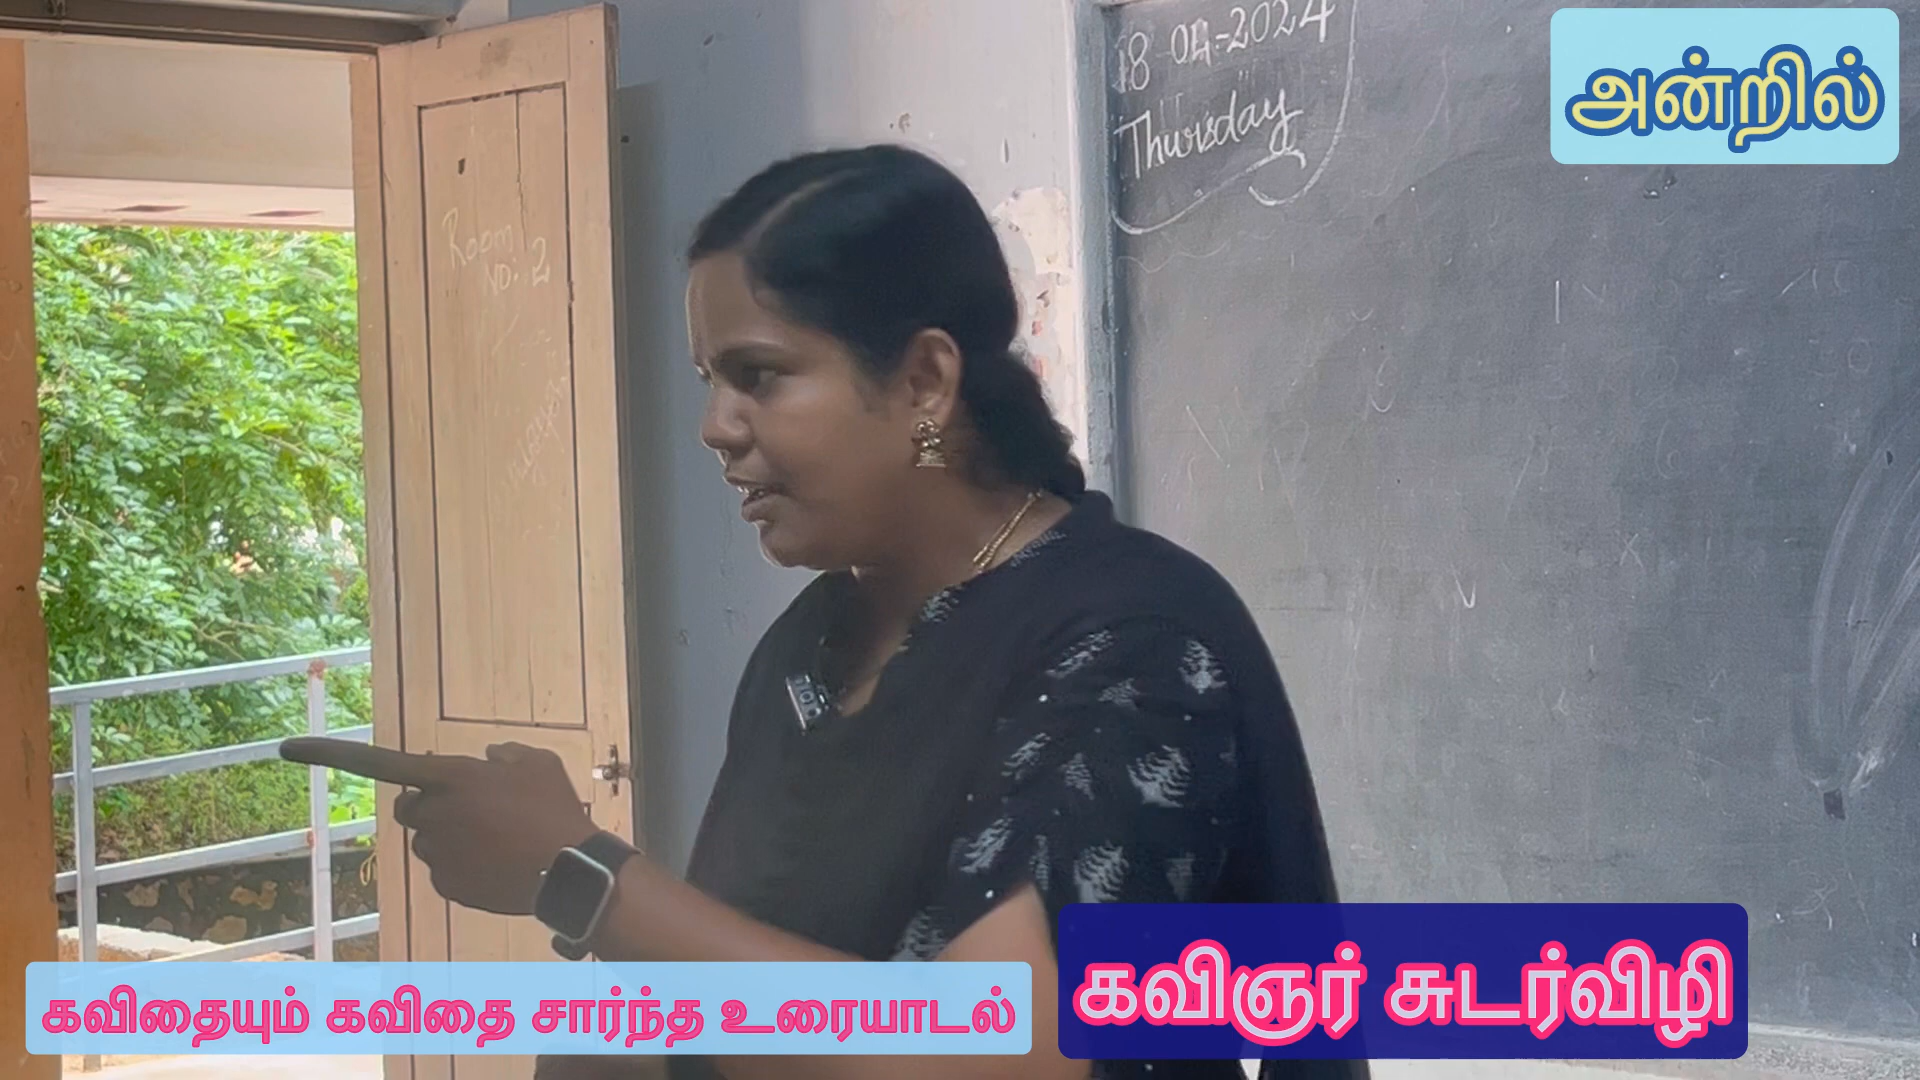 18-04-2024
Thursday
அன்றில்
Room
No: 2
கவிதையும் கவிதை சார்ந்த உரையாடல்
கவிஞர் சுடர்விழி